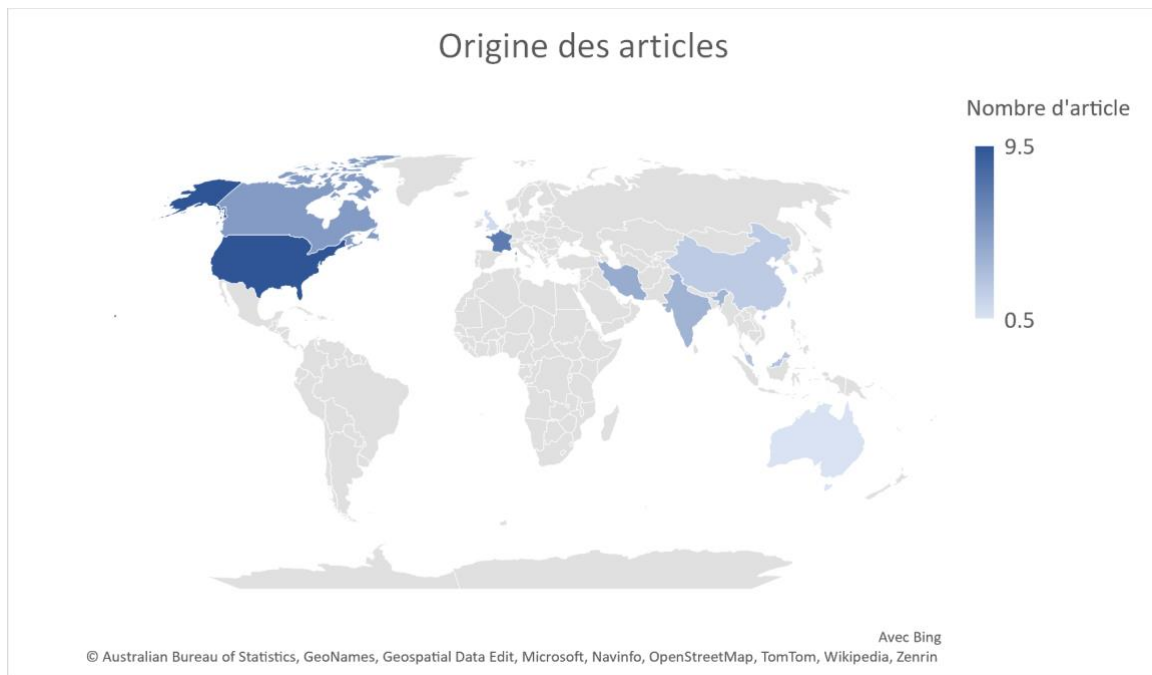 Origine des articles
Nombre d'article
9.5
0.5
Avec Bing
© Australian Bureau of Statistics, GeoNames, Geospatial Data Edit, Microsoft, Navinfo, OpenStreetMap, TomTom, Wikipedia, Zenrin